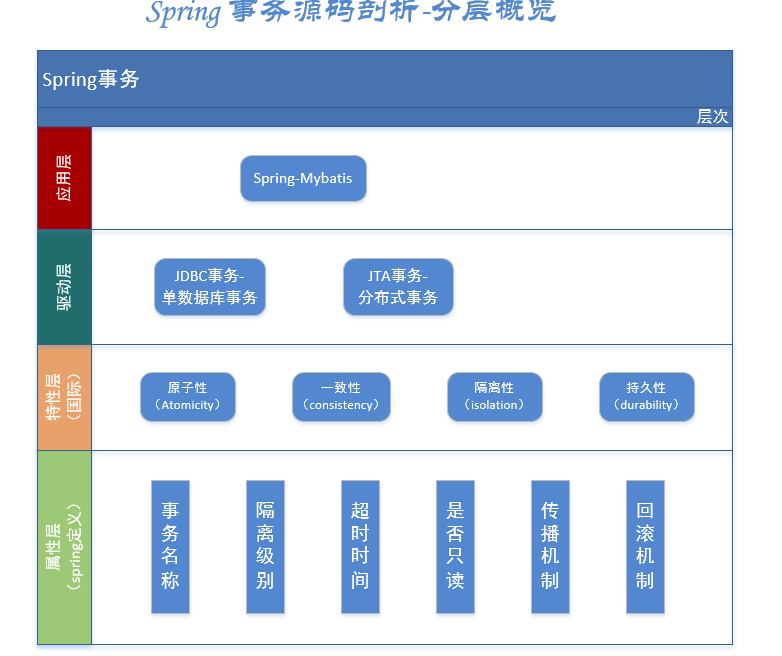 Spring 事务源码剖析-分层概览
Spring事务
层次
应用层
Spring-Mybatis
驱动层
JDBC事务-
单数据库事务
JTA事务-
分布式事务
特性层
（国际）
原子性
（Atomicity）
一致性
（consistency）
隔离性
（isolation）
持久性
（durability）
属性层
（spring定义）
事务名称
隔离级别
超时时间
是否只读
传播机制
回滚机制